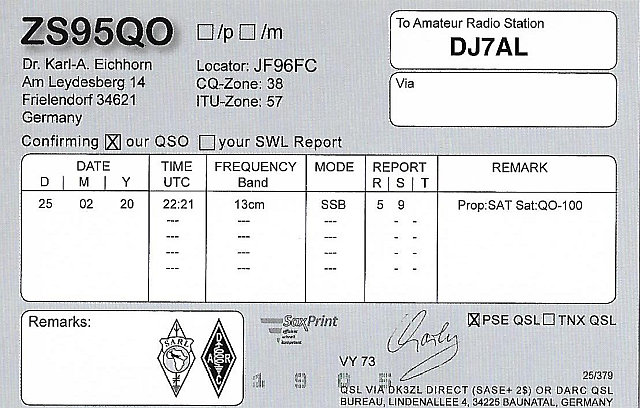 ZS95QO □/p □/m
Dr. Karl-A. Eichhorn
Am Leydesberg 14
Frielendorf 34621
Germany
Locator: JF96FC
CQ-Zone: 38
ITU-Zone: 57
To Amateur Radio Station
DJ7AL
Via
Confirming ☒ our QSO □ your SWL Report
DATE TIME FREQUENCY MODE REPORT REMARK
D | M | Y UTC Band R | S | T
25 02 20 22:21 13cm SSB 5 9 Prop:SAT Sat:QO-100
--- --- - -
--- --- - -
--- --- - -
--- --- - -
Remarks:
SARL
DARC
SaxPrint
Charly
VY 73
☒ PSE QSL □ TNX QSL
25/379
QSL VIA DK3ZL DIRECT (SASE+ 2$) OR DARC QSL
BUREAU, LINDENALLEE 4, 34225 BAUNATAL, GERMANY